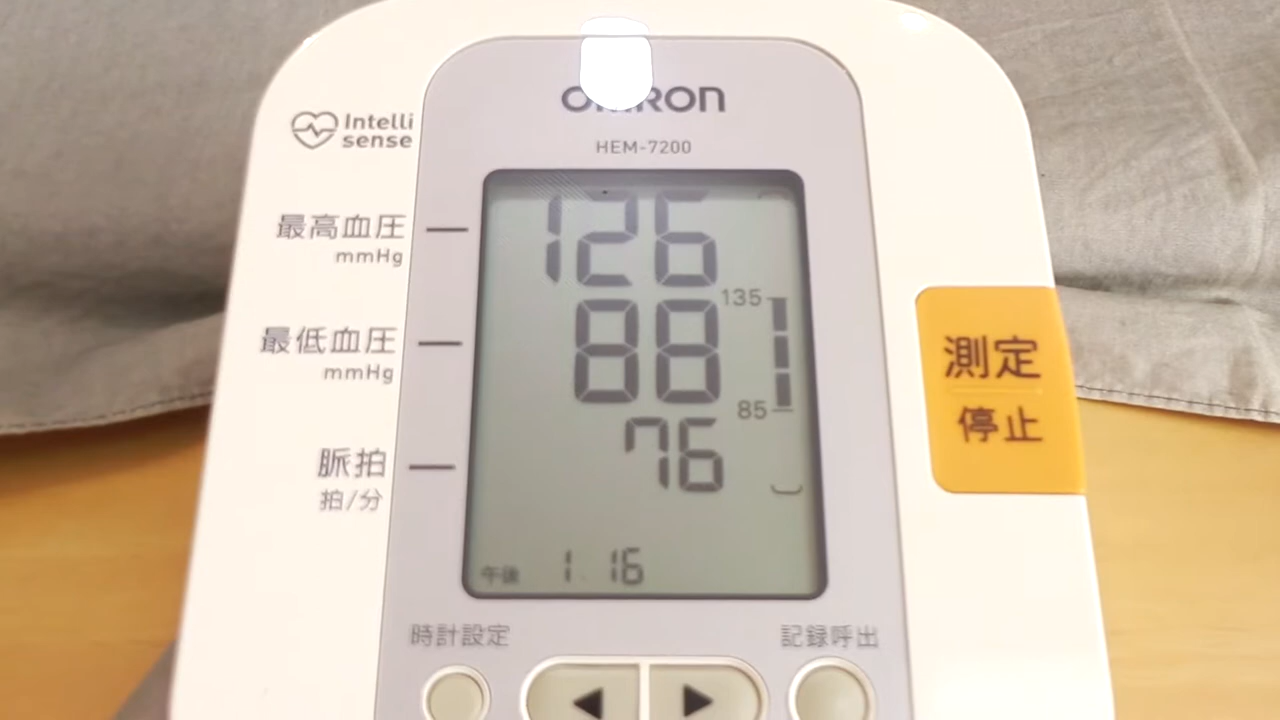 OMRON
HEM-7200
Intelli
sense
最高血圧
mmHg
126
135
最低血圧
mmHg
88
85
脈拍
拍/分
76
午後 1 16
測定
停止
時計設定
記録呼出